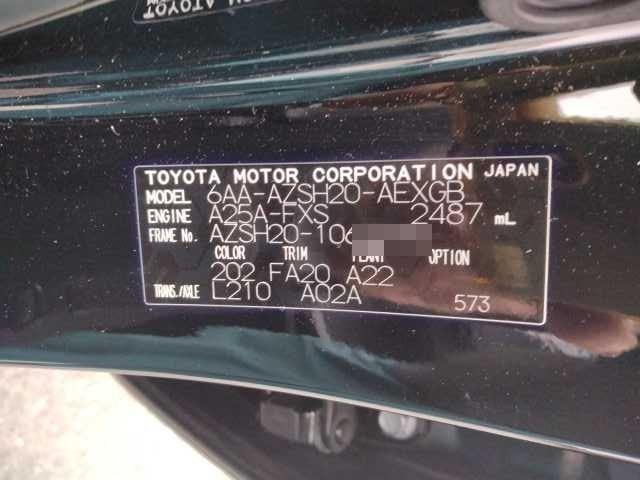 TOYOTA MOTOR CORPORATION JAPAN
MODEL 6AA-AZSH20-AEXGB
ENGINE A25A-FXS 2487 mL
FRAME No. AZSH20-106
COLOR TRIM PLANT OPTION
202 FA20 A22
TRANS./AXLE L210 A02A 573